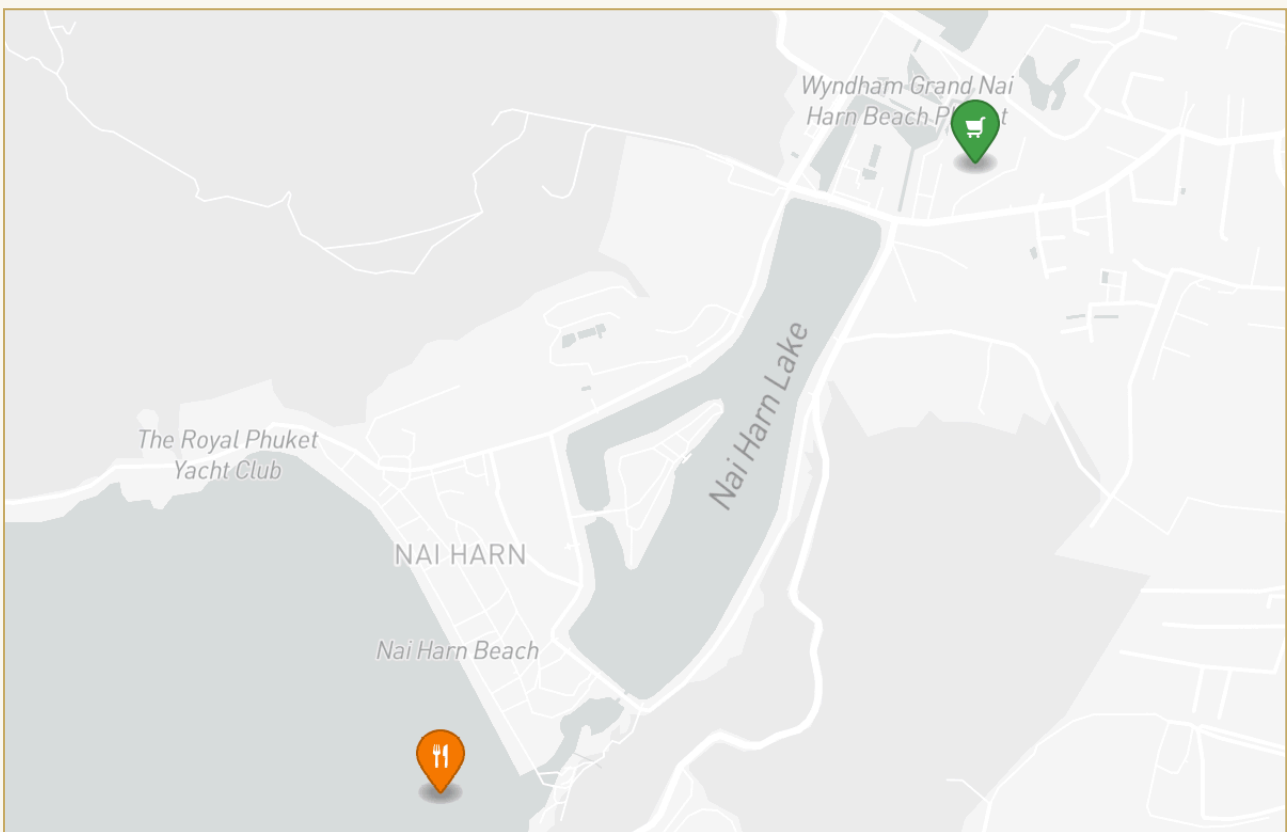 Wyndham Grand Nai
Harn Beach
Nai Harn Lake
The Royal Phuket
Yacht Club
NAI HARN
Nai Harn Beach